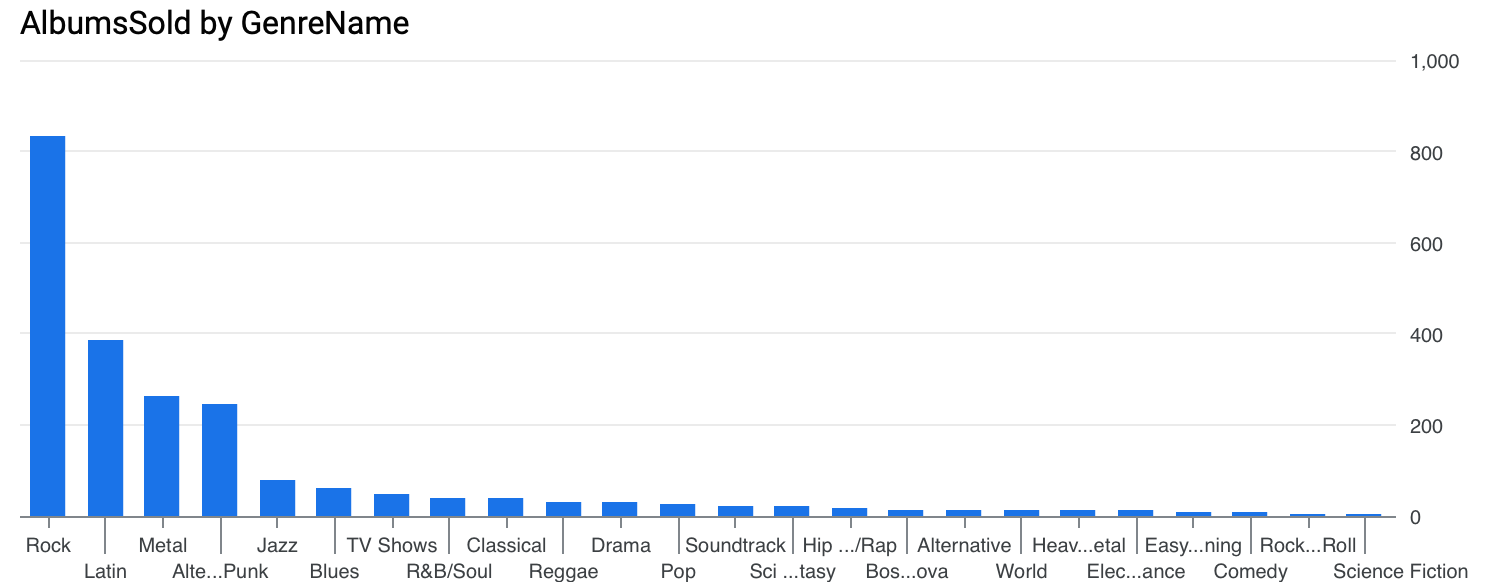 AlbumsSold by GenreName
1,000
800
600
400
200
0
Rock
Latin
Metal
Alte...Punk
Jazz
Blues
TV Shows
R&B/Soul
Classical
Reggae
Drama
Pop
Soundtrack
Sci ...tasy
Hip .../Rap
Bos...ova
Alternative
World
Heav...etal
Elec...ance
Easy...ning
Comedy
Rock...Roll
Science Fiction